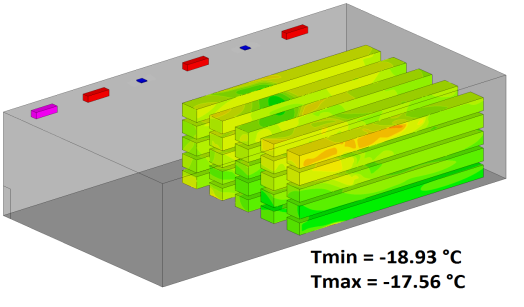 Tmin = -18.93 °C
Tmax = -17.56 °C